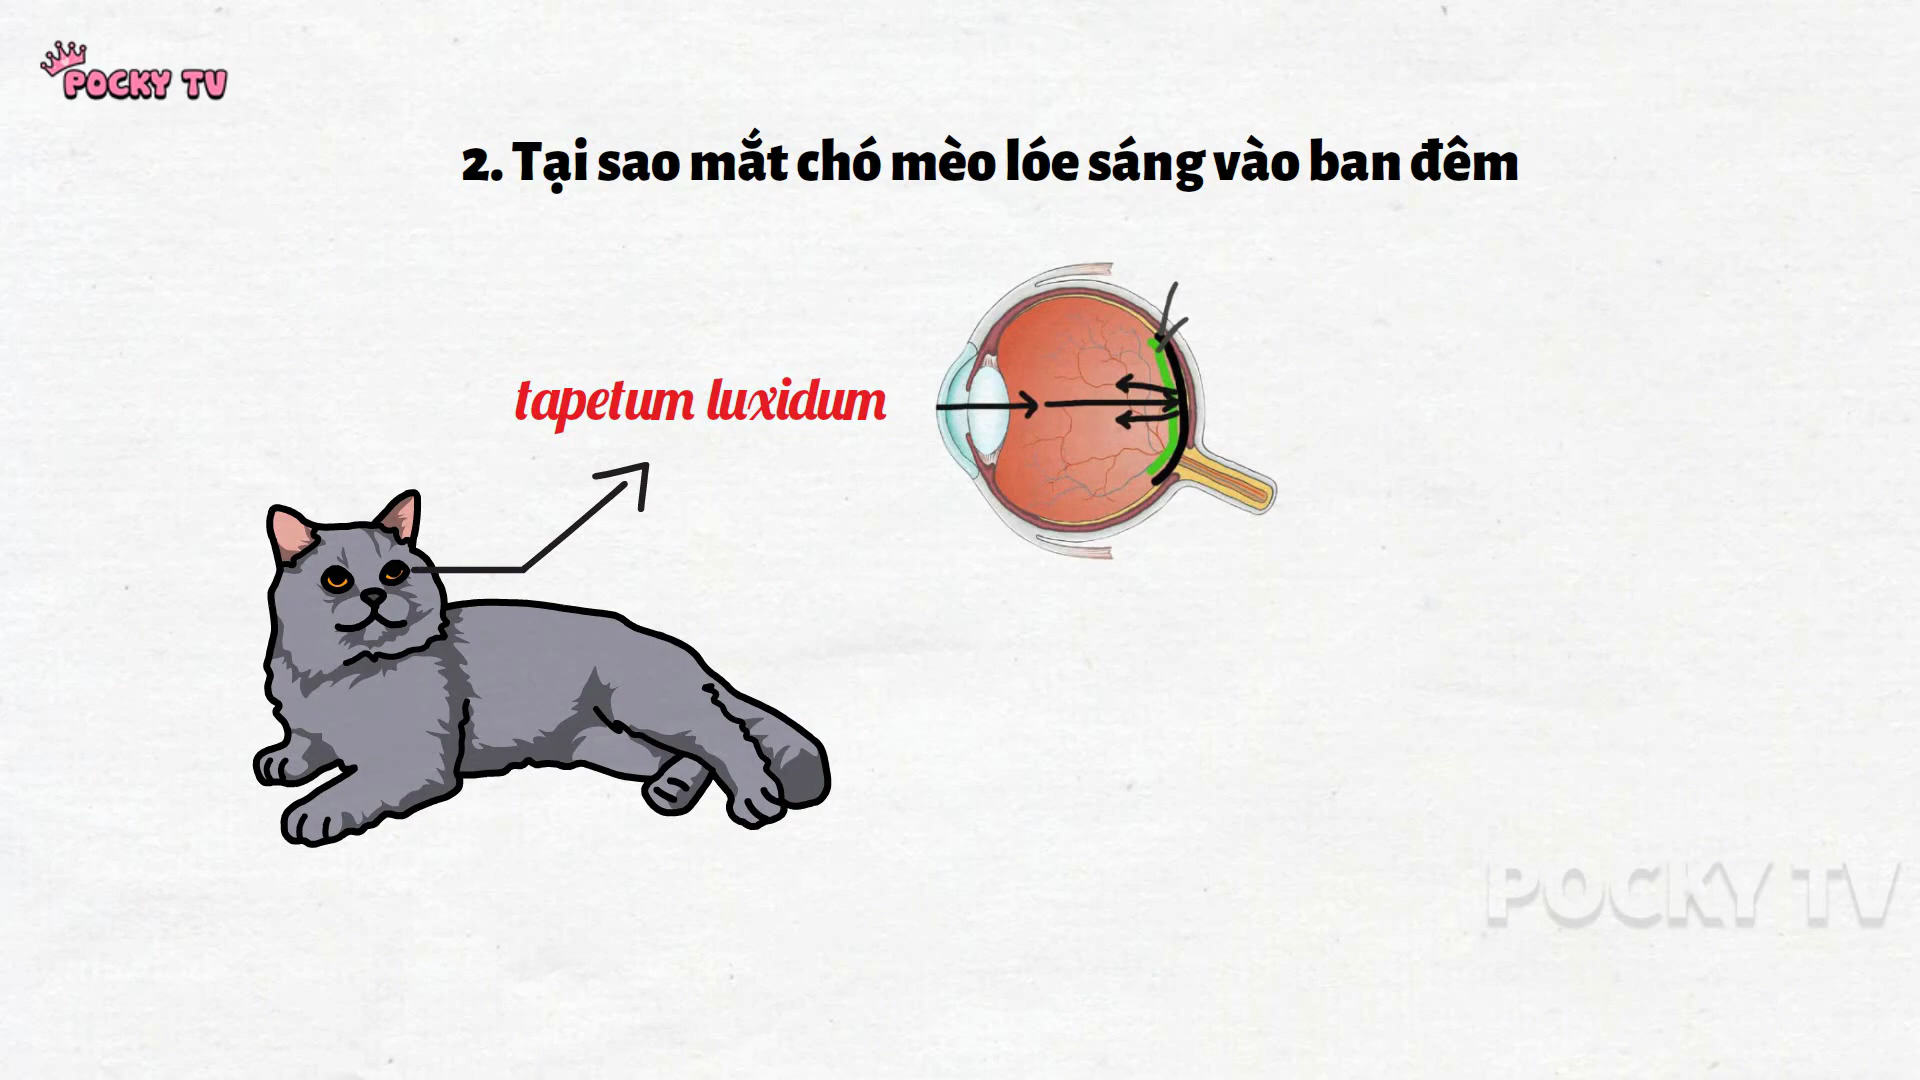 POCKY TV
2. Tại sao mắt chó mèo lóe sáng vào ban đêm
tapetum luxidum
POCKY TV